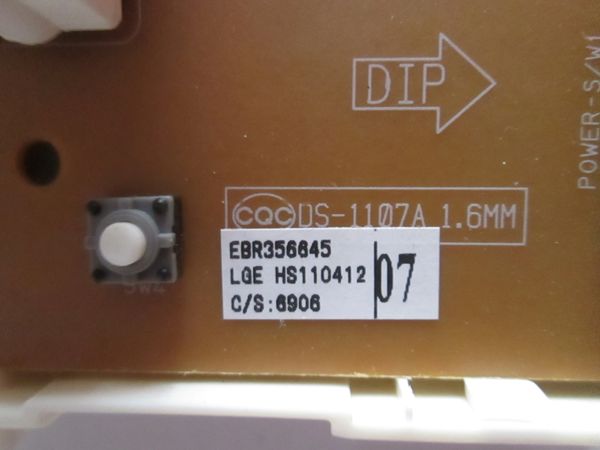 DIP
POWER-S/W1
CQC DS-1107A 1.6MM
EBR356645
07
LGE HS110412
C/S:6906
SW4